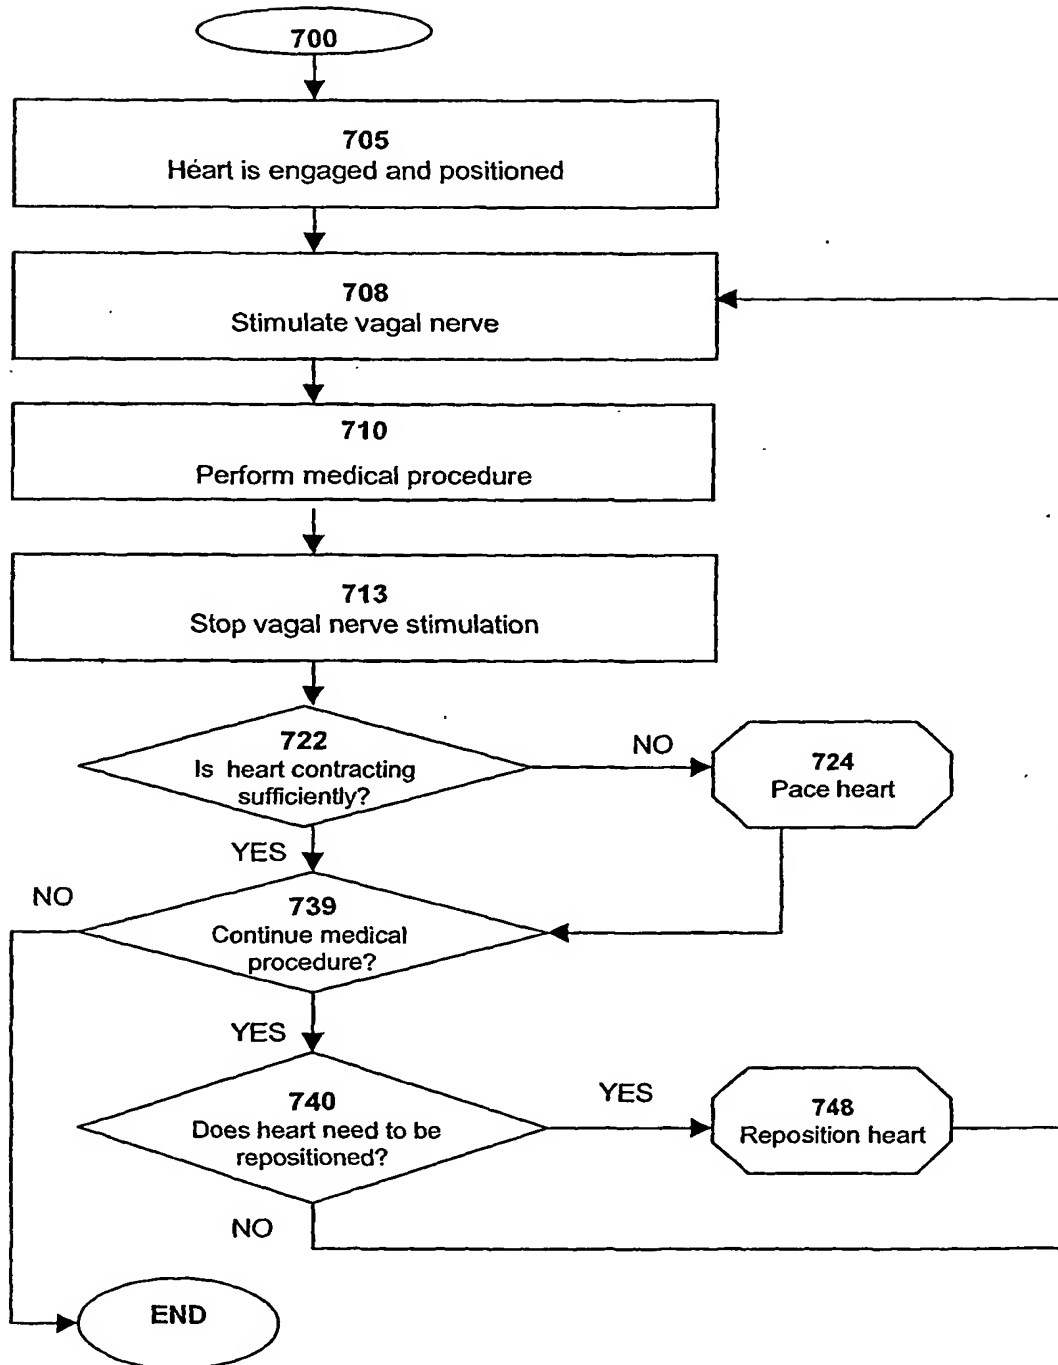 700
705
Heart is engaged and positioned
708
Stimulate vagal nerve
710
Perform medical procedure
713
Stop vagal nerve stimulation
722
Is heart contracting
sufficiently?
NO
724
Pace heart
YES
NO
739
Continue medical
procedure?
YES
740
Does heart need to be
repositioned?
YES
748
Reposition heart
NO
END